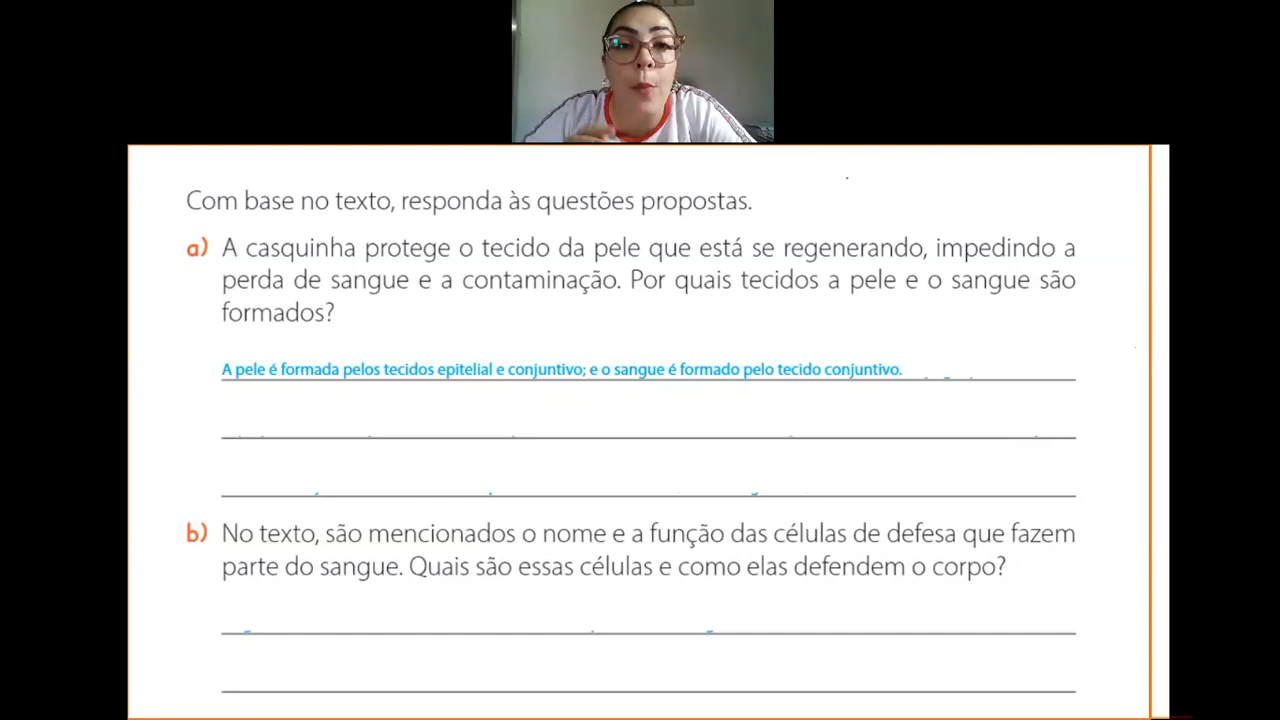 Com base no texto, responda às questões propostas.
a) A casquinha protege o tecido da pele que está se regenerando, impedindo a
perda de sangue e a contaminação. Por quais tecidos a pele e o sangue são
formados?
A pele é formada pelos tecidos epitelial e conjuntivo; e o sangue é formado pelo tecido conjuntivo.
b) No texto, são mencionados o nome e a função das células de defesa que fazem
parte do sangue. Quais são essas células e como elas defendem o corpo?